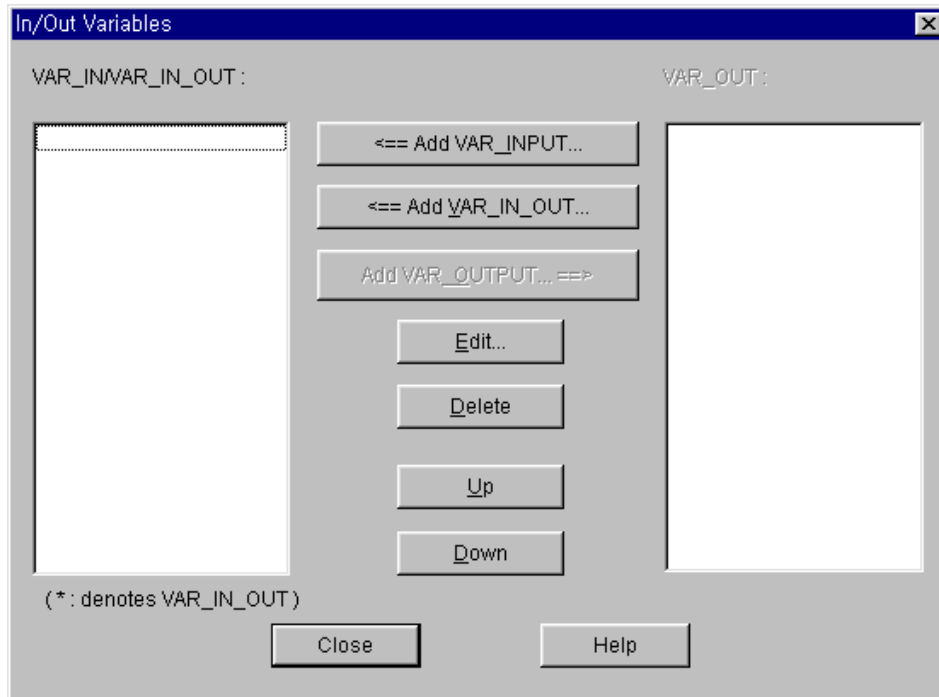 In/Out Variables
VAR_IN/VAR_IN_OUT :
VAR_OUT :
<== Add VAR_INPUT...
<== Add VAR_IN_OUT...
Add VAR_OUTPUT... ==>
Edit...
Delete
Up
Down
( * : denotes VAR_IN_OUT )
Close
Help